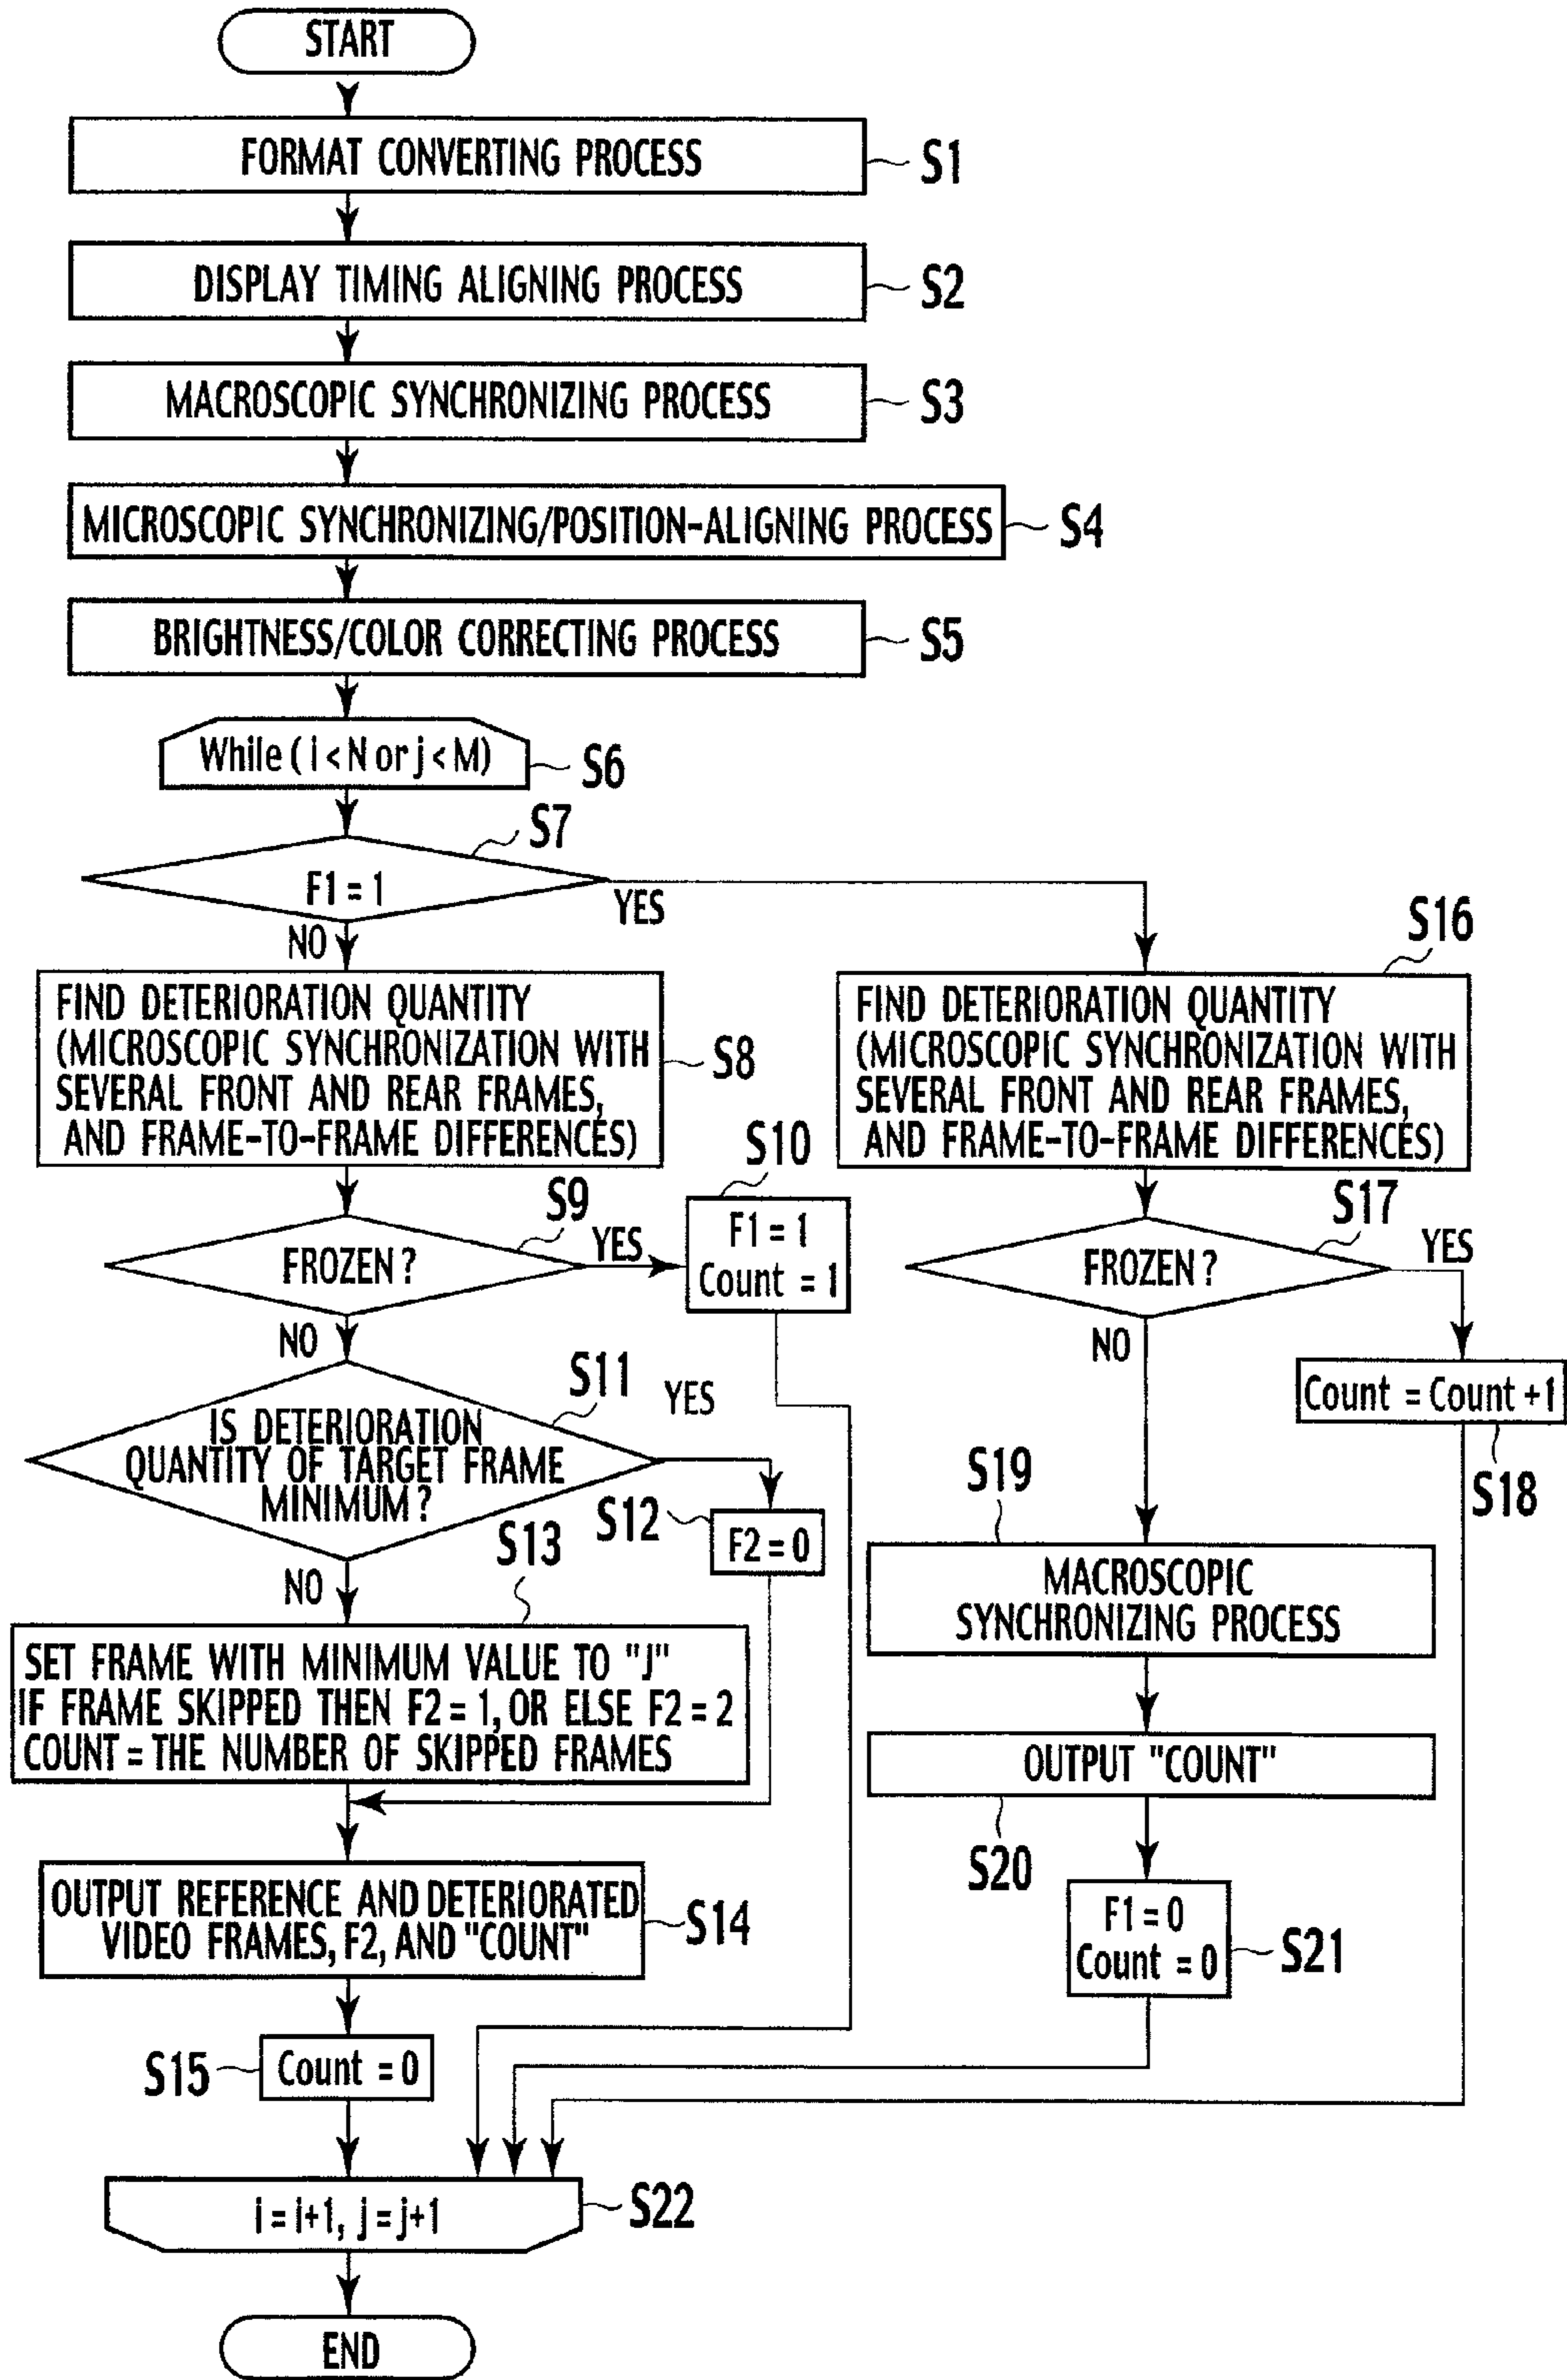 START
FORMAT CONVERTING PROCESS
S1
DISPLAY TIMING ALIGNING PROCESS
S2
MACROSCOPIC SYNCHRONIZING PROCESS
S3
MICROSCOPIC SYNCHRONIZING/POSITION-ALIGNING PROCESS
S4
BRIGHTNESS/COLOR CORRECTING PROCESS
S5
While ( i < N or j < M)
S6
S7
F1 = 1
YES
NO
FIND DETERIORATION QUANTITY
(MICROSCOPIC SYNCHRONIZATION WITH
SEVERAL FRONT AND REAR FRAMES,
AND FRAME-TO-FRAME DIFFERENCES)
S8
S9
FROZEN ?
YES
NO
S10
F1 = 1
Count = 1
S11
IS DETERIORATION
QUANTITY OF TARGET FRAME
MINIMUM ?
YES
NO
S12
F2 = 0
S13
SET FRAME WITH MINIMUM VALUE TO "J"
IF FRAME SKIPPED THEN F2 = 1, OR ELSE F2 = 2
COUNT = THE NUMBER OF SKIPPED FRAMES
OUTPUT REFERENCE AND DETERIORATED
VIDEO FRAMES, F2, AND "COUNT"
S14
S15
Count = 0
S16
FIND DETERIORATION QUANTITY
(MICROSCOPIC SYNCHRONIZATION WITH
SEVERAL FRONT AND REAR FRAMES,
AND FRAME-TO-FRAME DIFFERENCES)
S17
FROZEN ?
YES
NO
Count = Count +1
S18
S19
MACROSCOPIC
SYNCHRONIZING PROCESS
OUTPUT "COUNT"
S20
F1 = 0
Count = 0
S21
i = i+1, j = j+1
S22
END